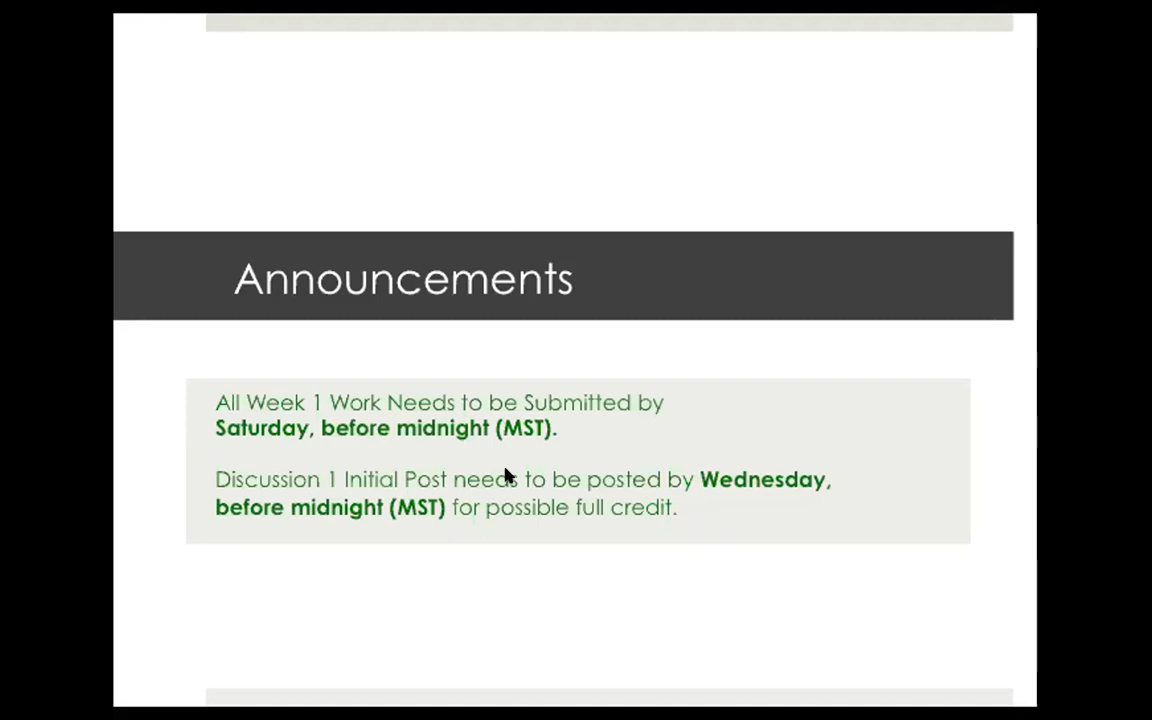 Announcements
All Week 1 Work Needs to be Submitted by
Saturday, before midnight (MST).
Discussion 1 Initial Post needs to be posted by Wednesday,
before midnight (MST) for possible full credit.